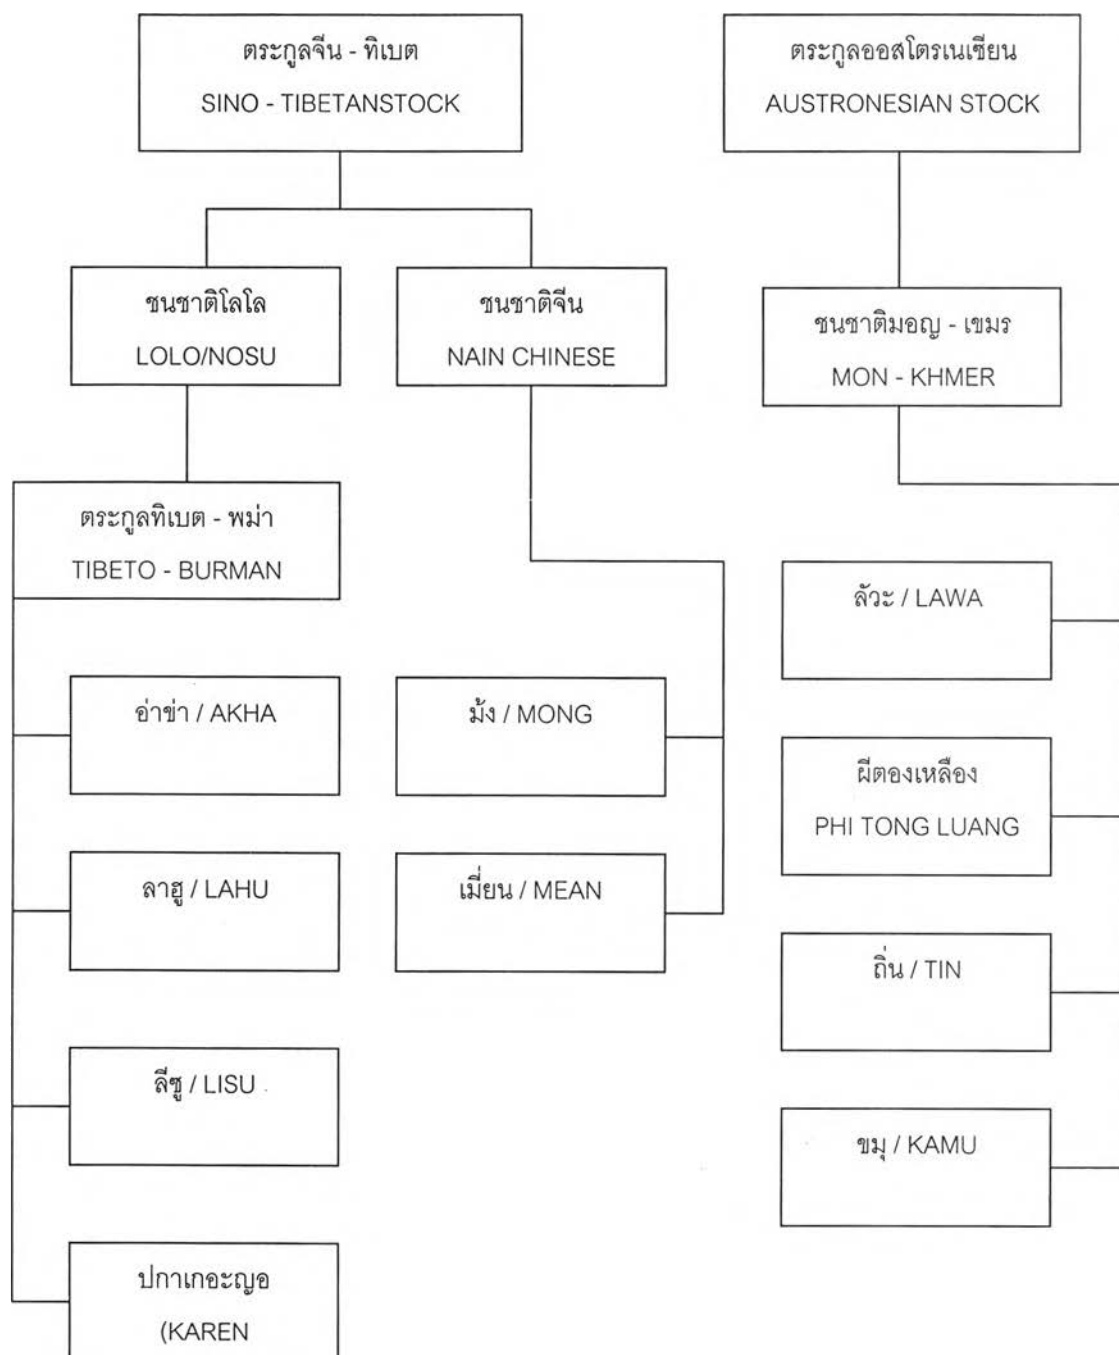 ตระกูลจีน - ทิเบต
SINO - TIBETANSTOCK
ตระกูลออสโตรเนเซียน
AUSTRONESIAN STOCK
ชนชาติโลโล
LOLO/NOSU
ชนชาติจีน
NAIN CHINESE
ชนชาติมอญ - เขมร
MON - KHMER
ตระกูลทิเบต - พม่า
TIBETO - BURMAN
อ่าข่า / AKHA
ลาฮู / LAHU
ลีซู / LISU
ปกาเกอะญอ
(KAREN
ม้ง / MONG
เมี่ยน / MEAN
ลัวะ / LAWA
ผีตองเหลือง
PHI TONG LUANG
ถิ่น / TIN
ขมุ / KAMU